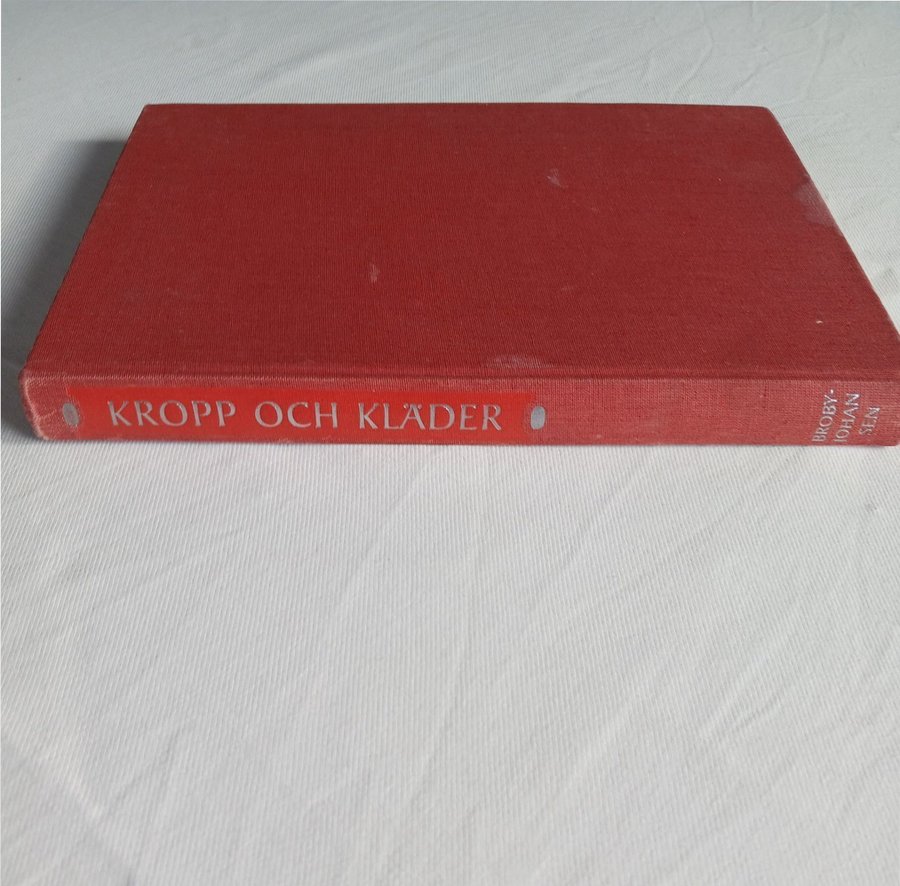 KROPP OCH KLÄDER
BROBY-
JOHAN
SEN